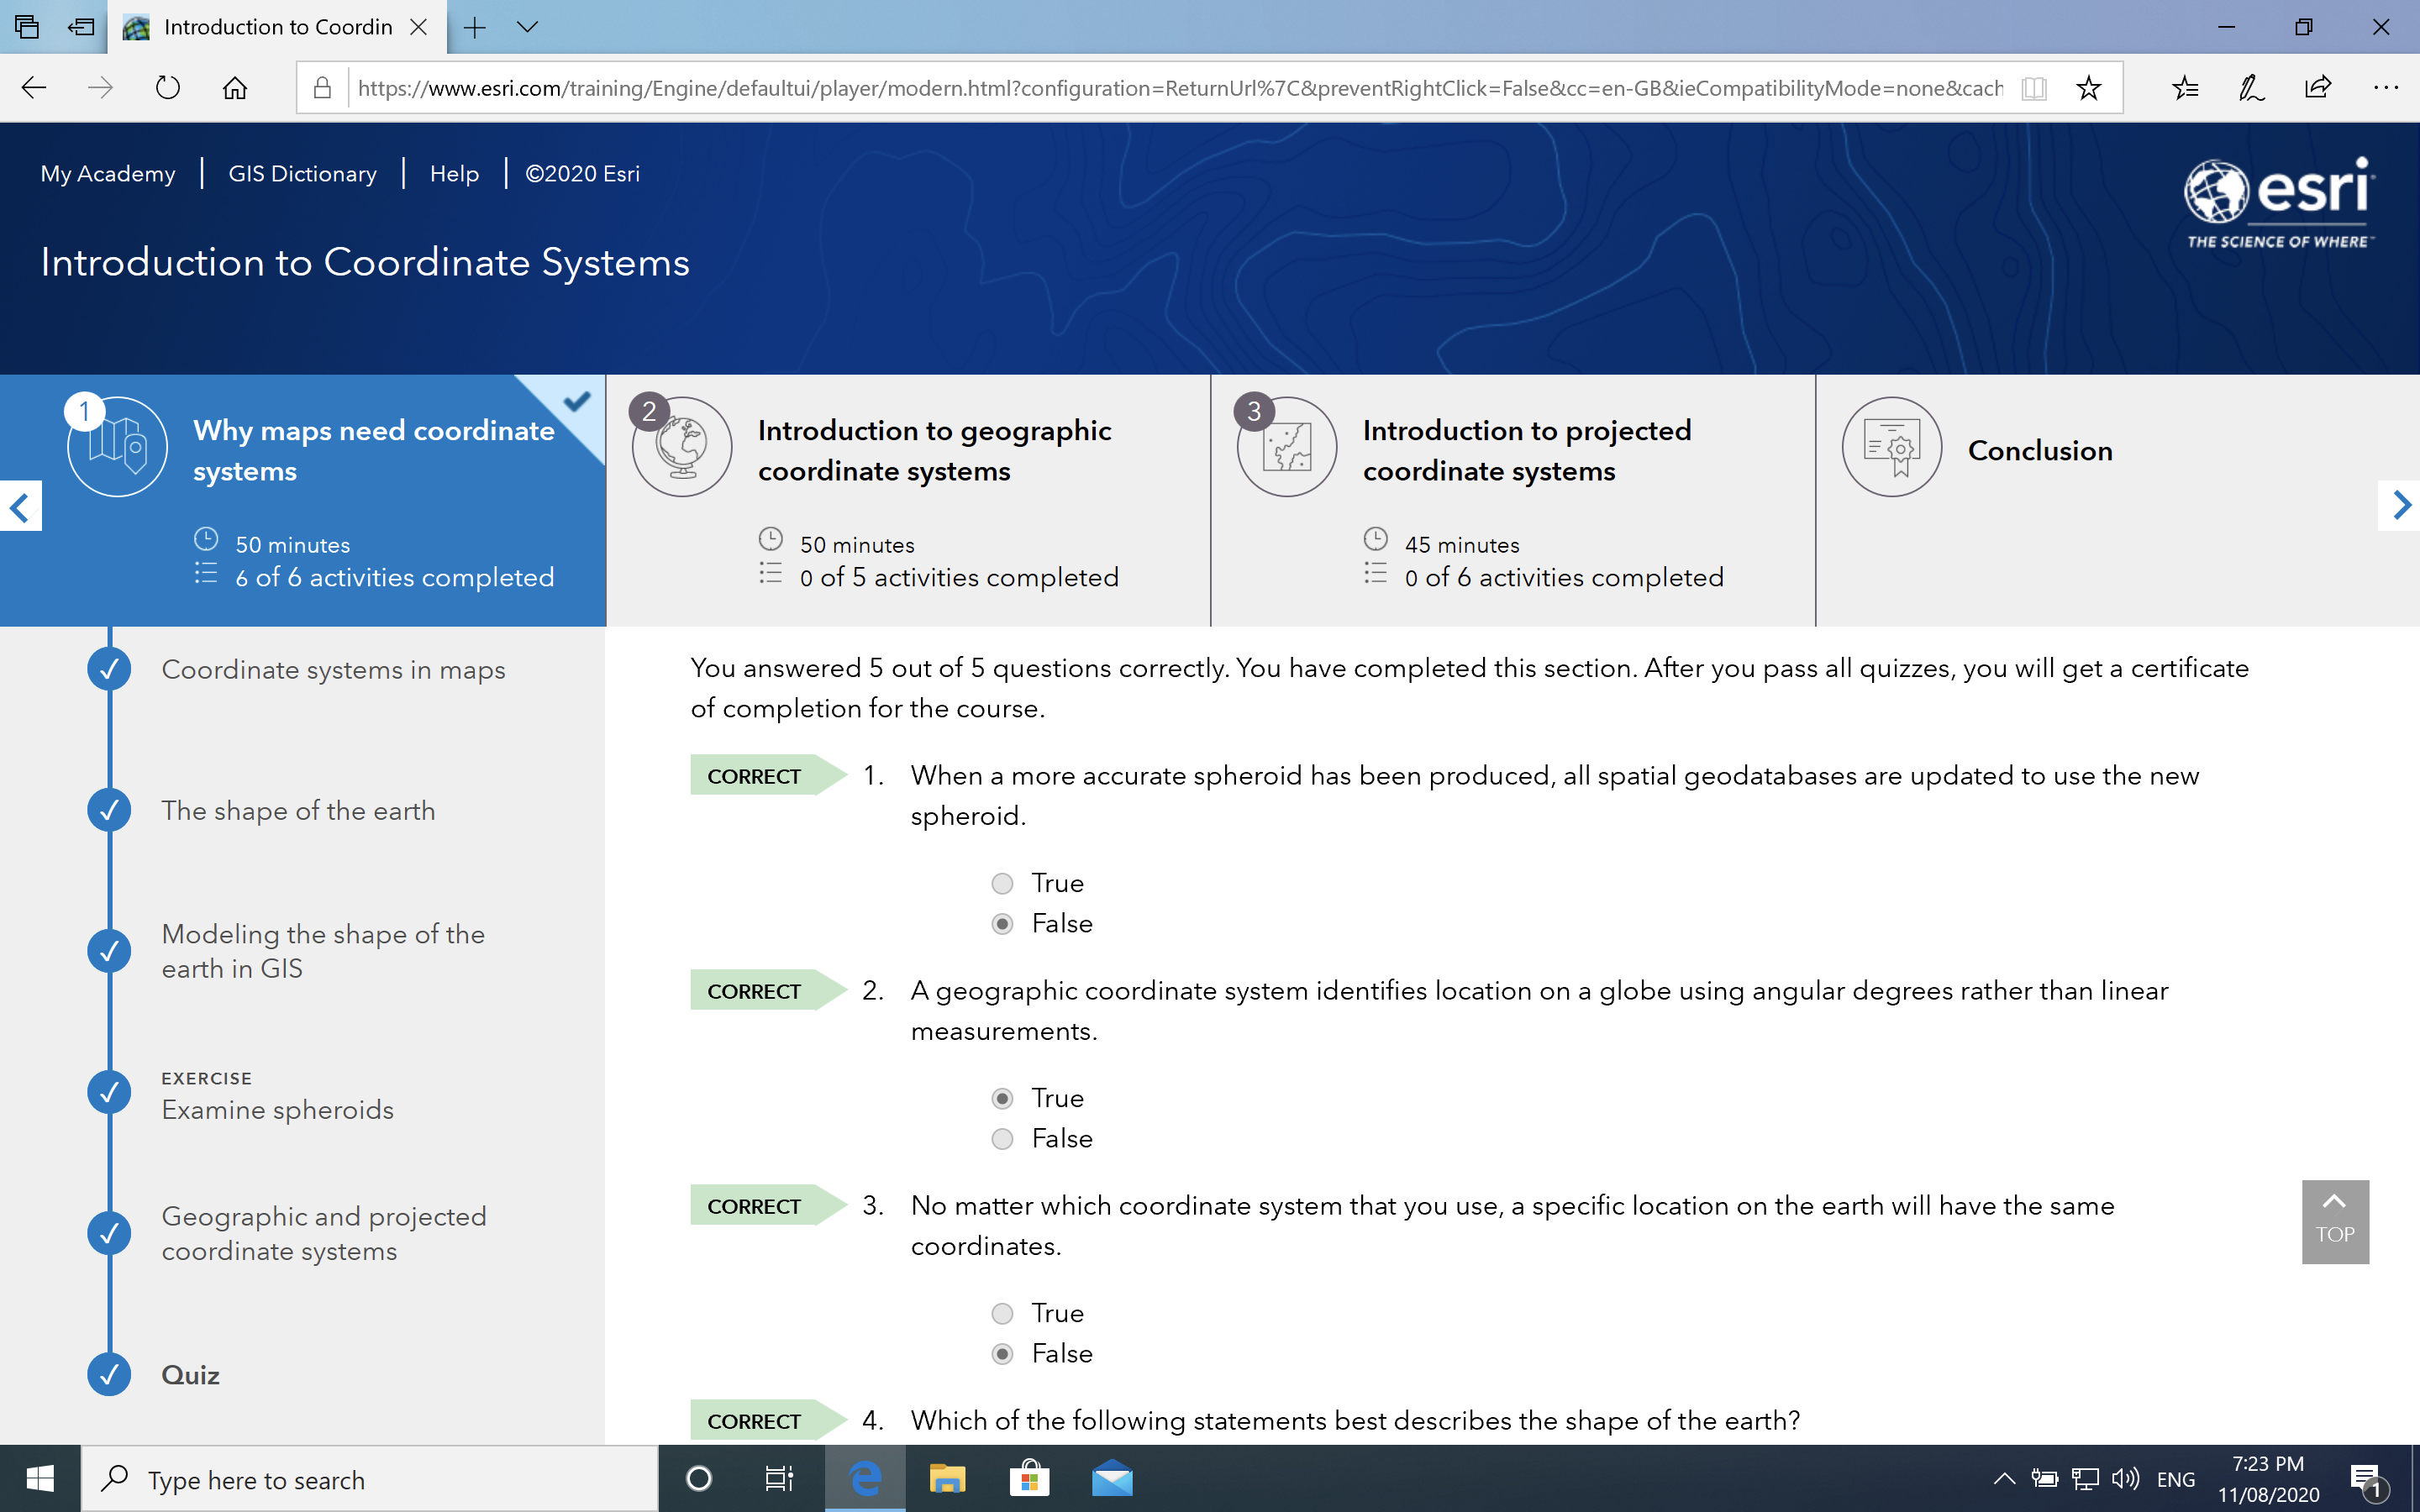 Introduction to Coordin
https://www.esri.com/training/Engine/defaultui/player/modern.html?configuration=ReturnUrl%7C&preventRightClick=False&cc=en-GB&ieCompatibilityMode=none&cach
My Academy | GIS Dictionary | Help | ©2020 Esri
esri
THE SCIENCE OF WHERE™
Introduction to Coordinate Systems
1
Why maps need coordinate
systems
50 minutes
6 of 6 activities completed
2
Introduction to geographic
coordinate systems
50 minutes
0 of 5 activities completed
3
Introduction to projected
coordinate systems
45 minutes
0 of 6 activities completed
Conclusion
Coordinate systems in maps
The shape of the earth
Modeling the shape of the
earth in GIS
EXERCISE
Examine spheroids
Geographic and projected
coordinate systems
Quiz
You answered 5 out of 5 questions correctly. You have completed this section. After you pass all quizzes, you will get a certificate
of completion for the course.
CORRECT 1. When a more accurate spheroid has been produced, all spatial geodatabases are updated to use the new
spheroid.
True
False
CORRECT 2. A geographic coordinate system identifies location on a globe using angular degrees rather than linear
measurements.
True
False
CORRECT 3. No matter which coordinate system that you use, a specific location on the earth will have the same
coordinates.
True
False
CORRECT 4. Which of the following statements best describes the shape of the earth?
TOP
Type here to search
ENG
7:23 PM
11/08/2020
1